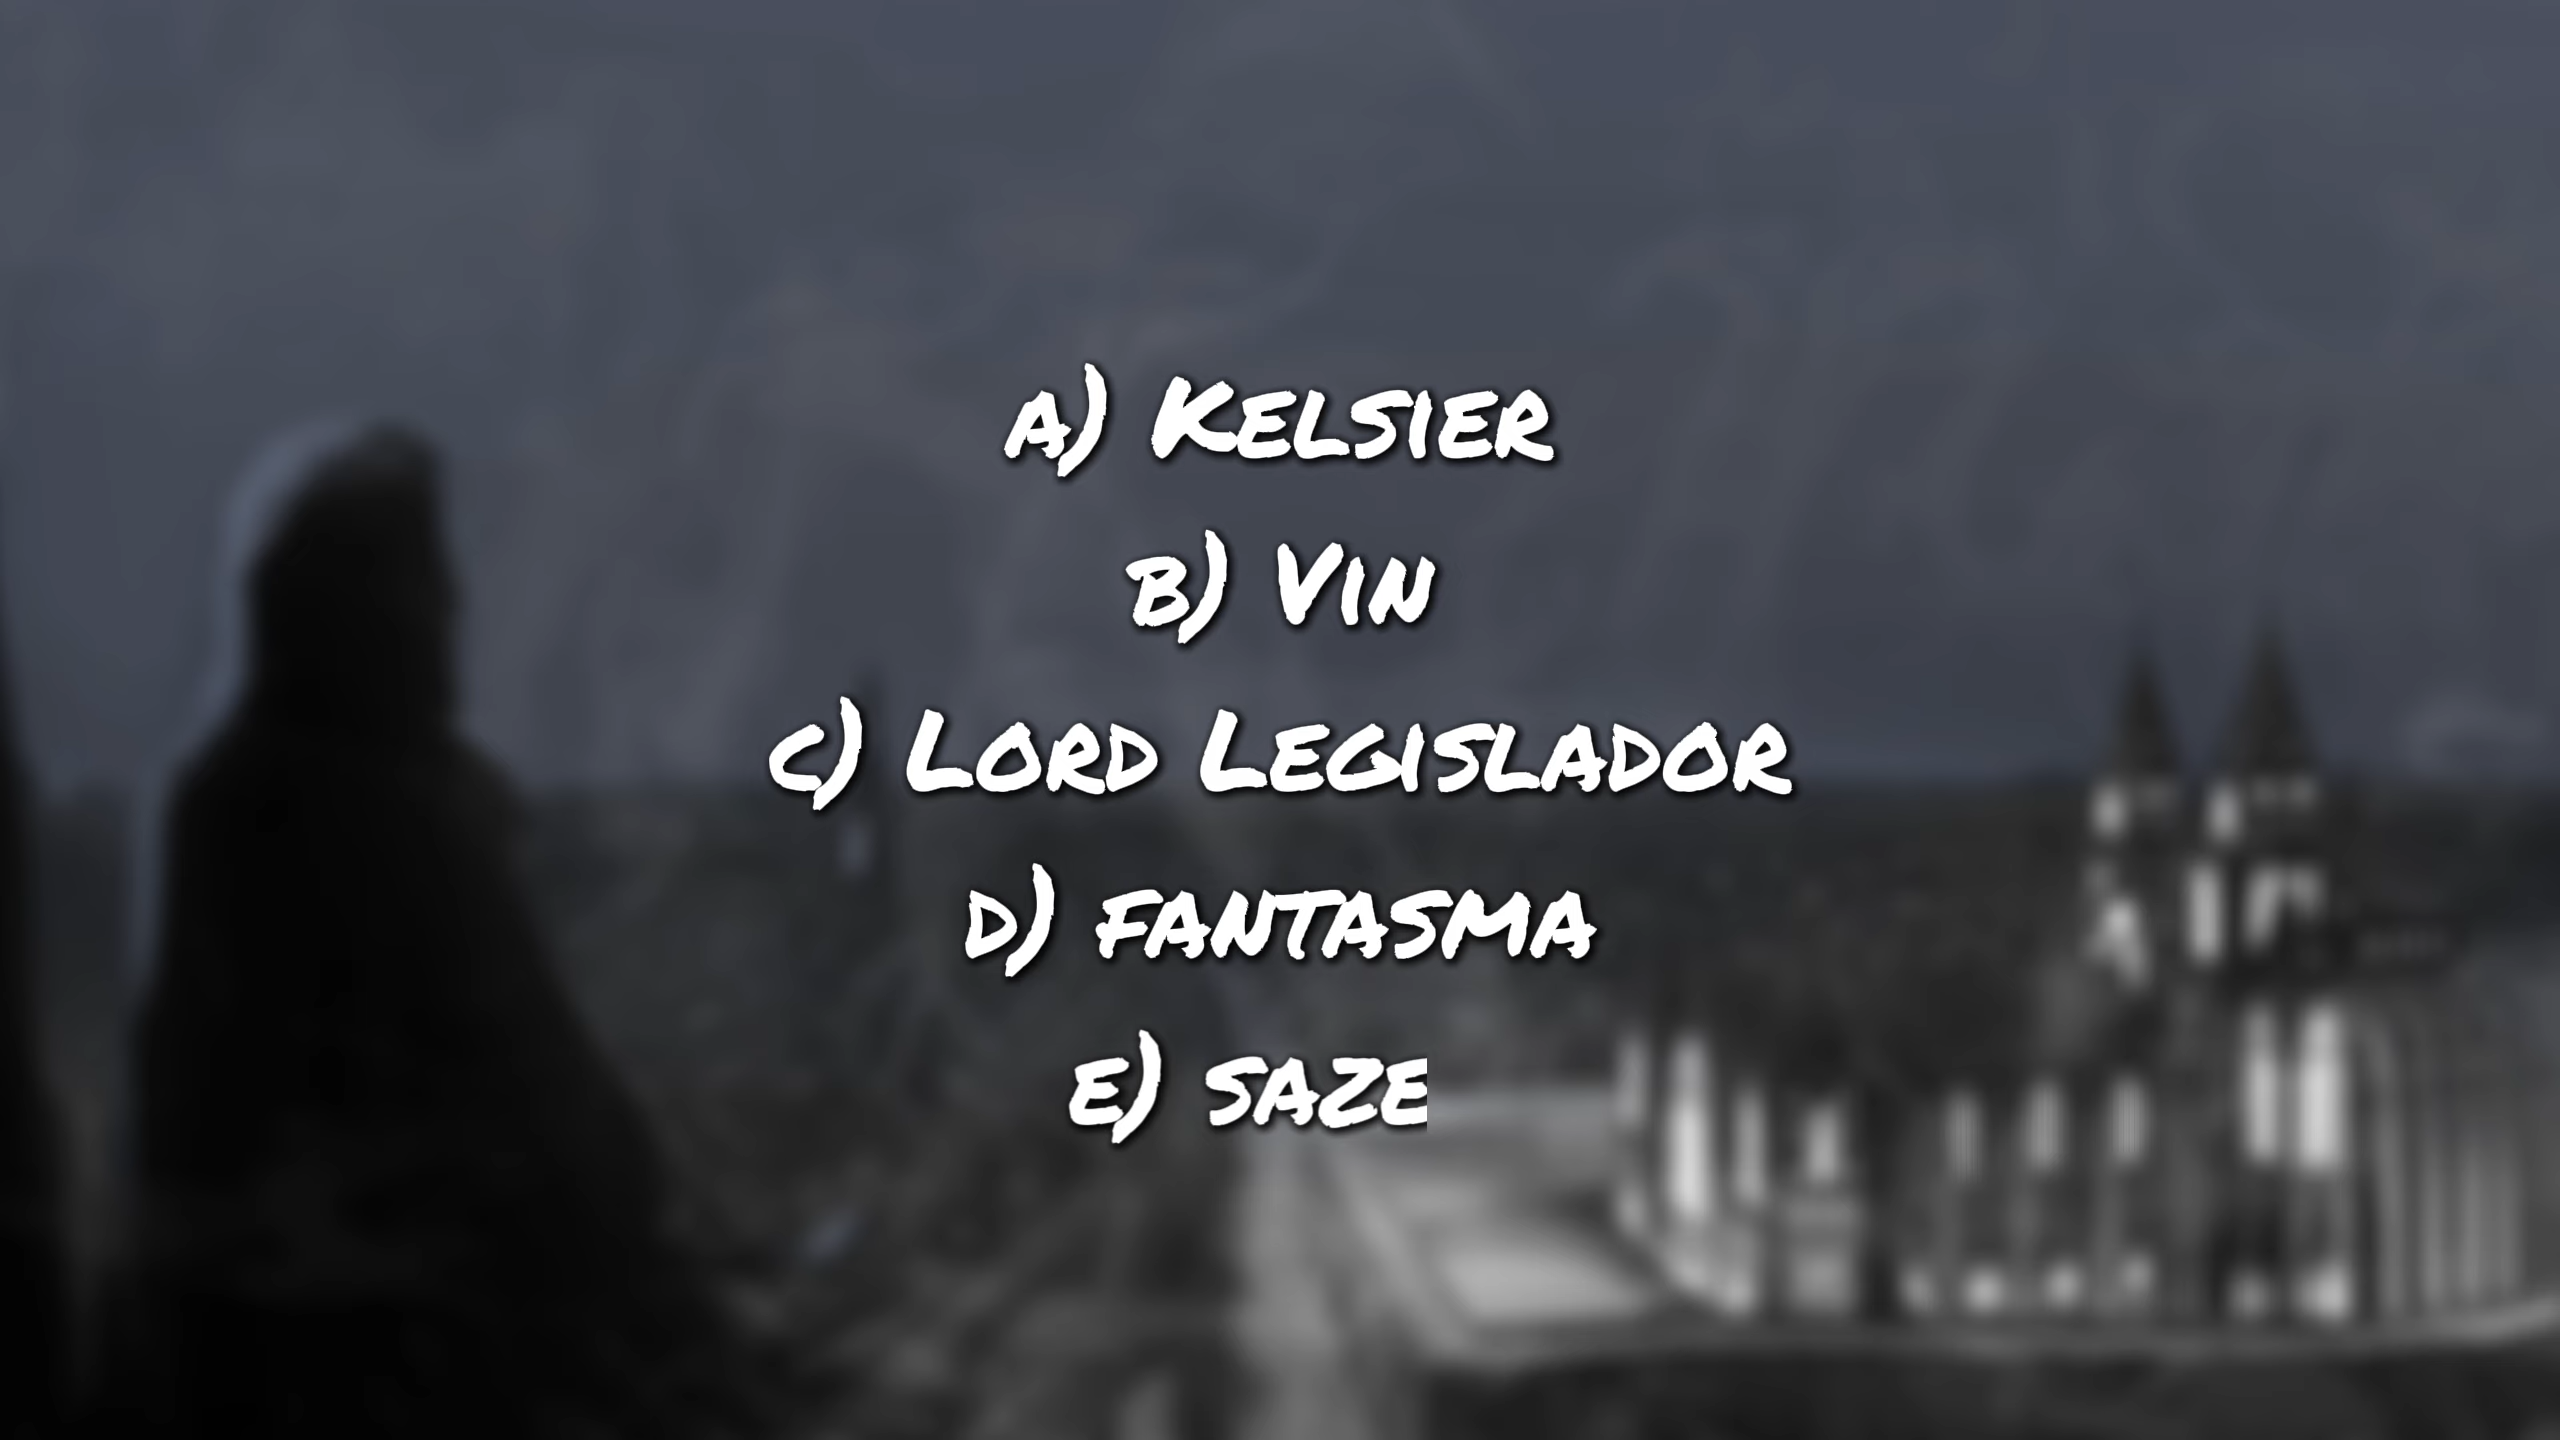 a) Kelsier
b) Vin
c) Lord Legislador
d) fantasma
e) saze